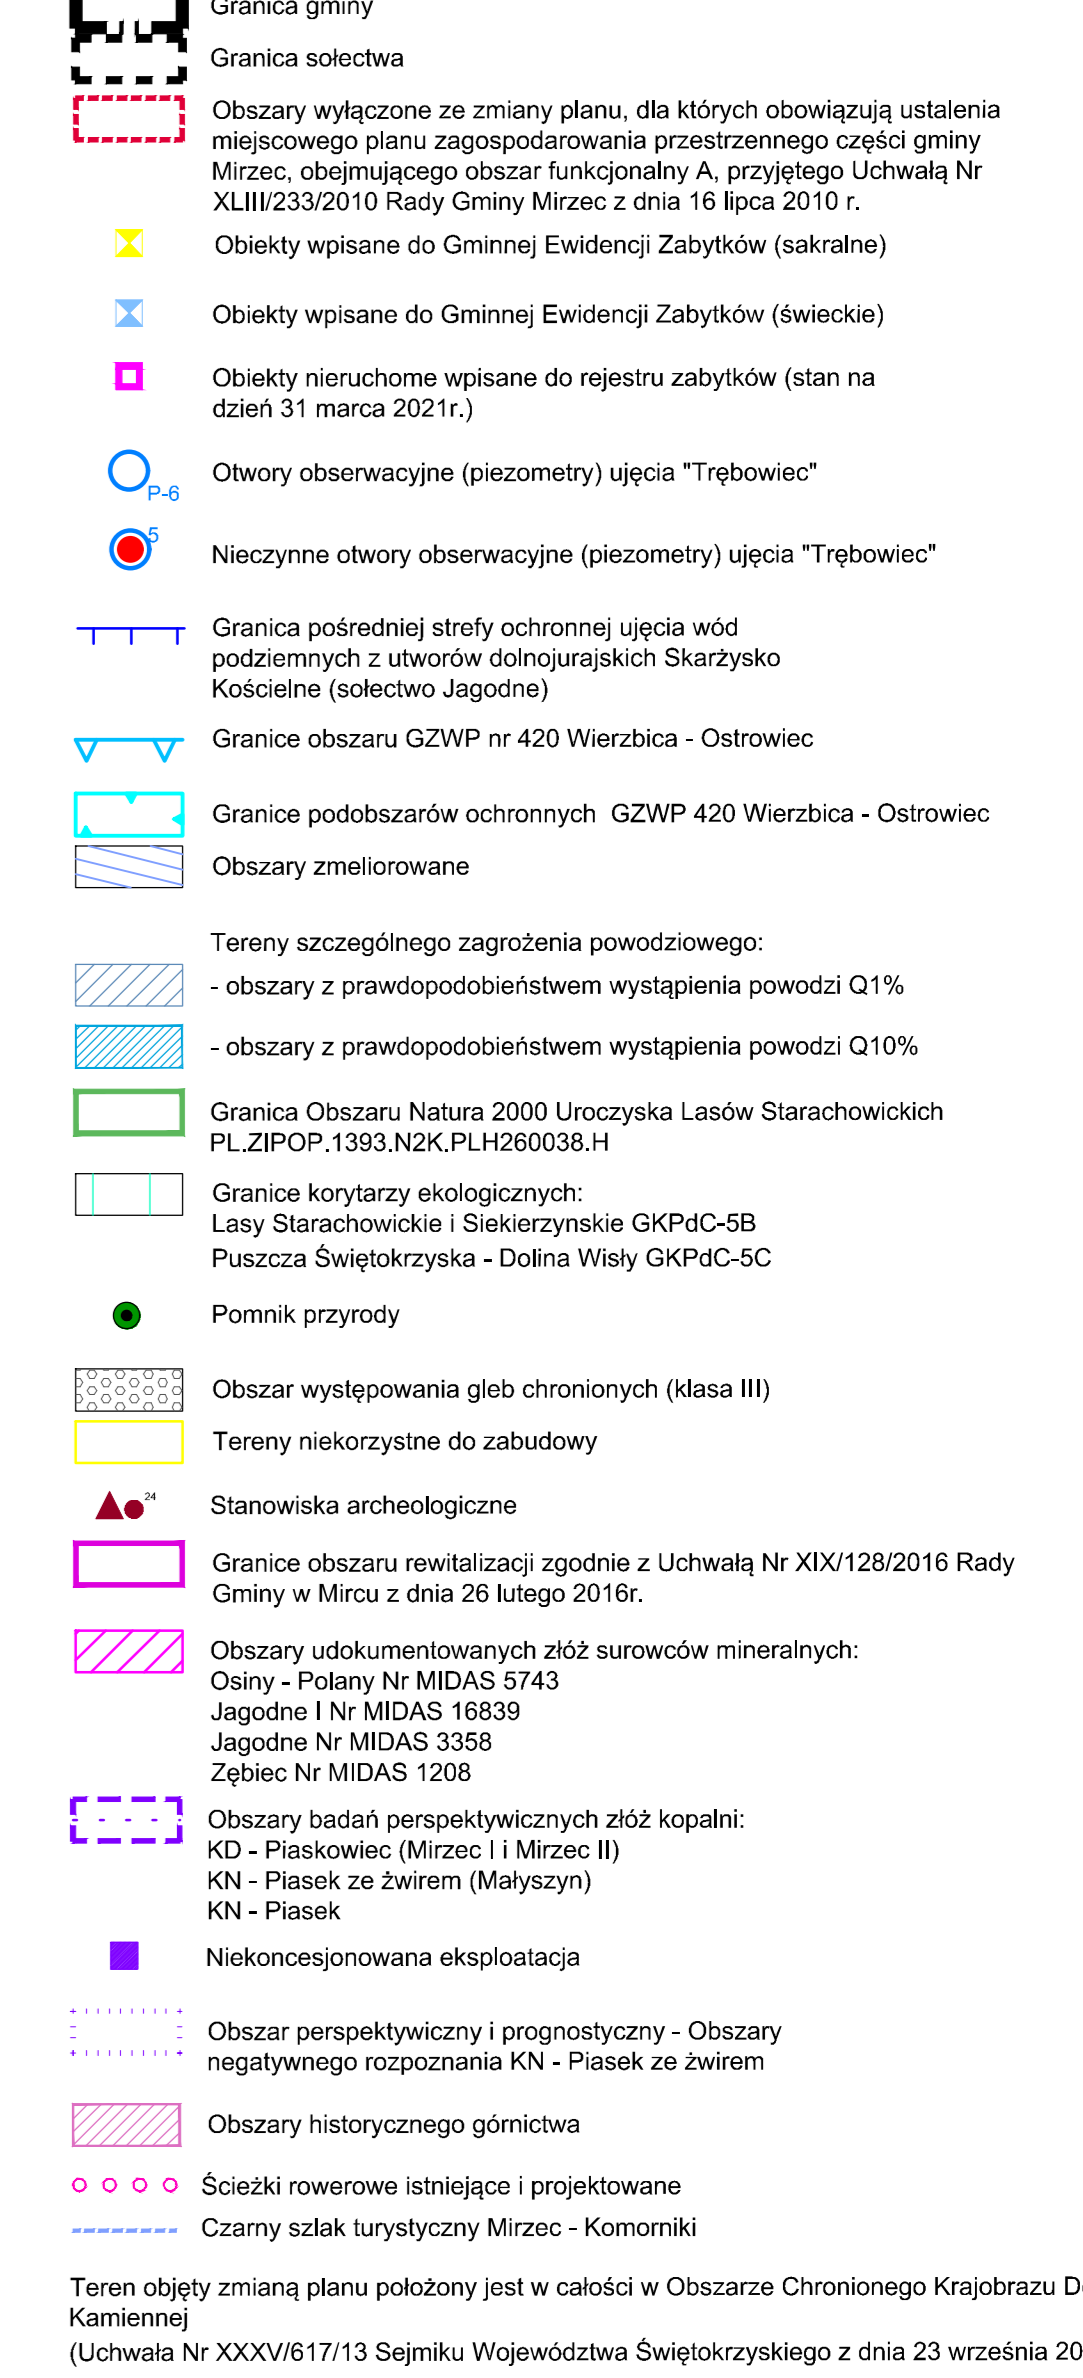 Granica gminy
Granica sołectwa
Obszary wyłączone ze zmiany planu, dla których obowiązują ustalenia
miejscowego planu zagospodarowania przestrzennego części gminy
Mirzec, obejmującego obszar funkcjonalny A, przyjętego Uchwałą Nr
XLIII/233/2010 Rady Gminy Mirzec z dnia 16 lipca 2010 r.
Obiekty wpisane do Gminnej Ewidencji Zabytków (sakralne)
Obiekty wpisane do Gminnej Ewidencji Zabytków (świeckie)
Obiekty nieruchome wpisane do rejestru zabytków (stan na
dzień 31 marca 2021r.)
P-6 Otwory obserwacyjne (piezometry) ujęcia "Trębowiec"
5 Nieczynne otwory obserwacyjne (piezometry) ujęcia "Trębowiec"
Granica pośredniej strefy ochronnej ujęcia wód
podziemnych z utworów dolnojurajskich Skarżysko
Kościelne (sołectwo Jagodne)
Granice obszaru GZWP nr 420 Wierzbica - Ostrowiec
Granice podobszarów ochronnych GZWP 420 Wierzbica - Ostrowiec
Obszary zmeliorowane
Tereny szczególnego zagrożenia powodziowego:
- obszary z prawdopodobieństwem wystąpienia powodzi Q1%
- obszary z prawdopodobieństwem wystąpienia powodzi Q10%
Granica Obszaru Natura 2000 Uroczyska Lasów Starachowickich
PL.ZIPOP.1393.N2K.PLH260038.H
Granice korytarzy ekologicznych:
Lasy Starachowickie i Siekierzynskie GKPdC-5B
Puszcza Świętokrzyska - Dolina Wisły GKPdC-5C
Pomnik przyrody
Obszar występowania gleb chronionych (klasa III)
Tereny niekorzystne do zabudowy
24 Stanowiska archeologiczne
Granice obszaru rewitalizacji zgodnie z Uchwałą Nr XIX/128/2016 Rady
Gminy w Mircu z dnia 26 lutego 2016r.
Obszary udokumentowanych złóż surowców mineralnych:
Osiny - Polany Nr MIDAS 5743
Jagodne I Nr MIDAS 16839
Jagodne Nr MIDAS 3358
Zębiec Nr MIDAS 1208
Obszary badań perspektywicznych złóż kopalni:
KD - Piaskowiec (Mirzec I i Mirzec II)
KN - Piasek ze żwirem (Małyszyn)
KN - Piasek
Niekoncesjonowana eksploatacja
Obszar perspektywiczny i prognostyczny - Obszary
negatywnego rozpoznania KN - Piasek ze żwirem
Obszary historycznego górnictwa
Ścieżki rowerowe istniejące i projektowane
Czarny szlak turystyczny Mirzec - Komorniki
Teren objęty zmianą planu położony jest w całości w Obszarze Chronionego Krajobrazu
Kamiennej
(Uchwała Nr XXXV/617/13 Sejmiku Województwa Świętokrzyskiego z dnia 23 września 20